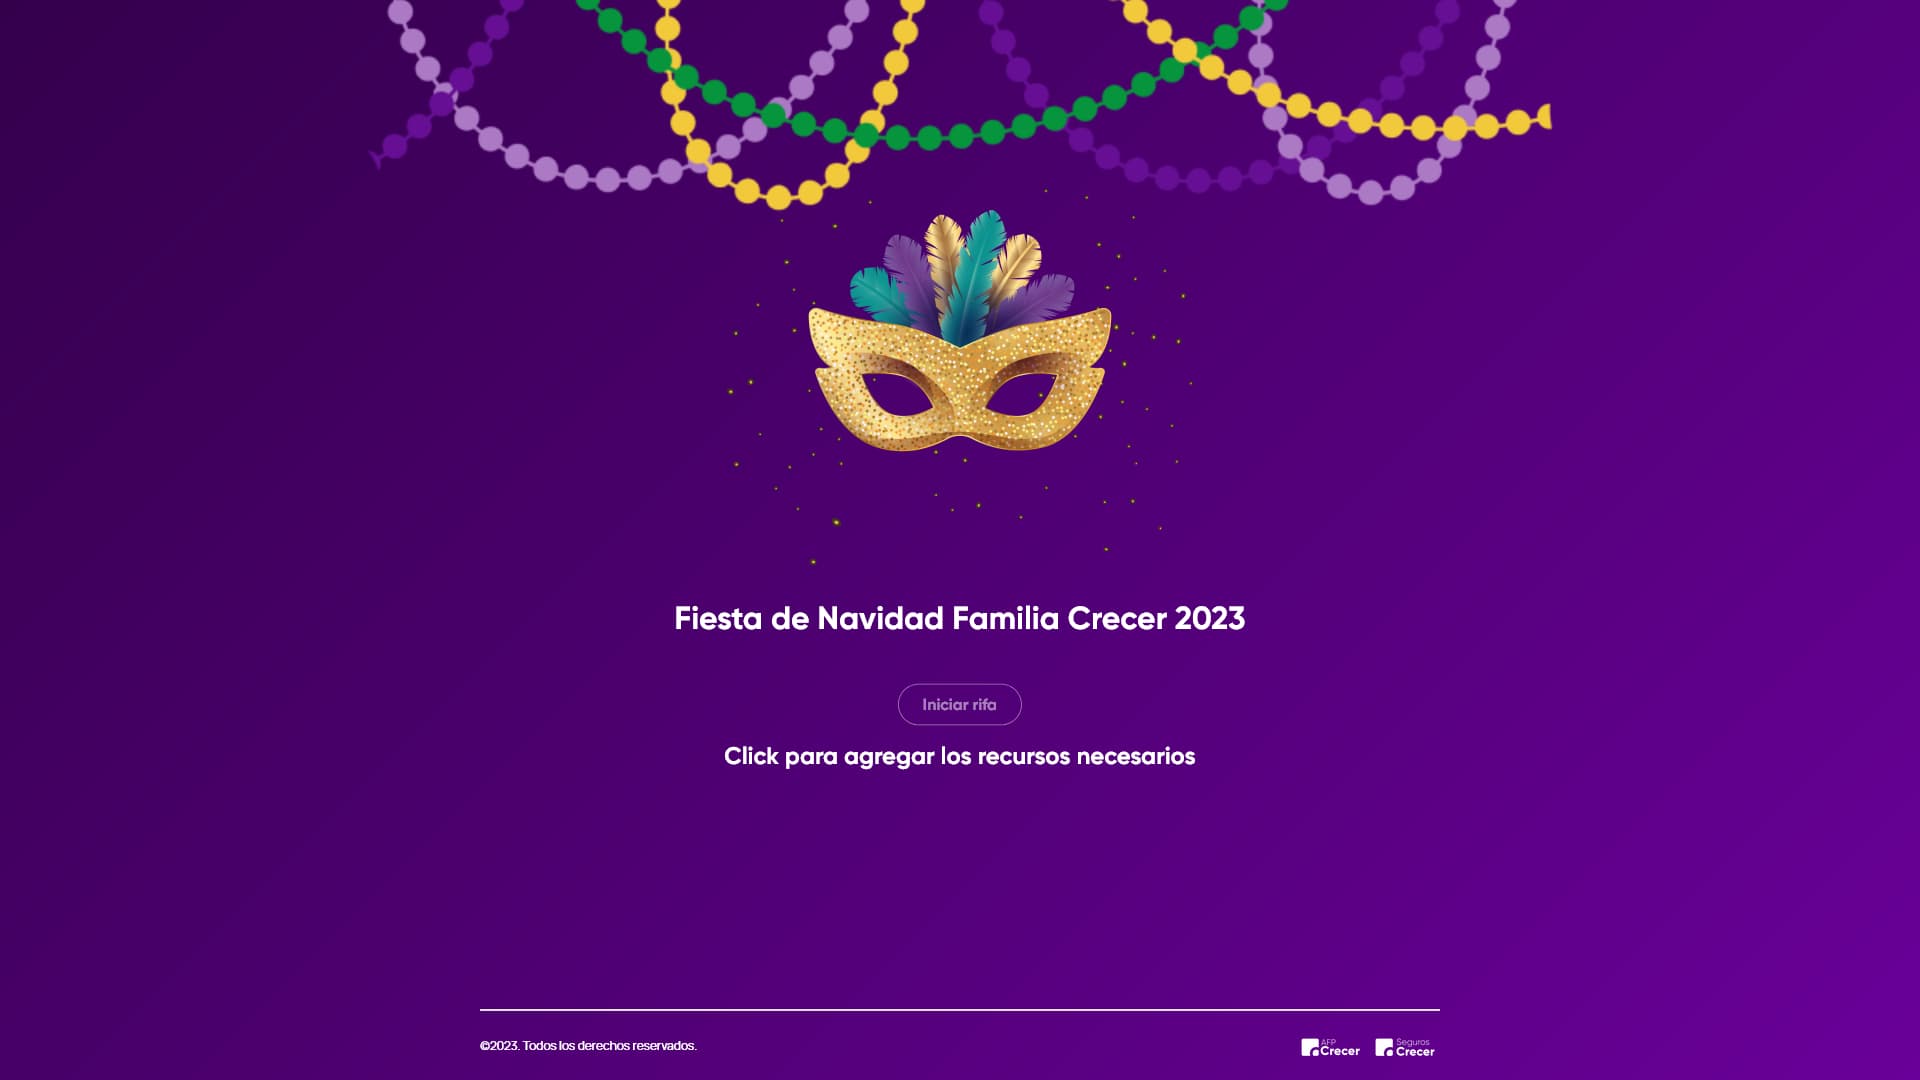 Fiesta de Navidad Familia Crecer 2023
Iniciar rifa
Click para agregar los recursos necesarios
©2023. Todos los derechos reservados.
AFP
Crecer
Seguros
Crecer